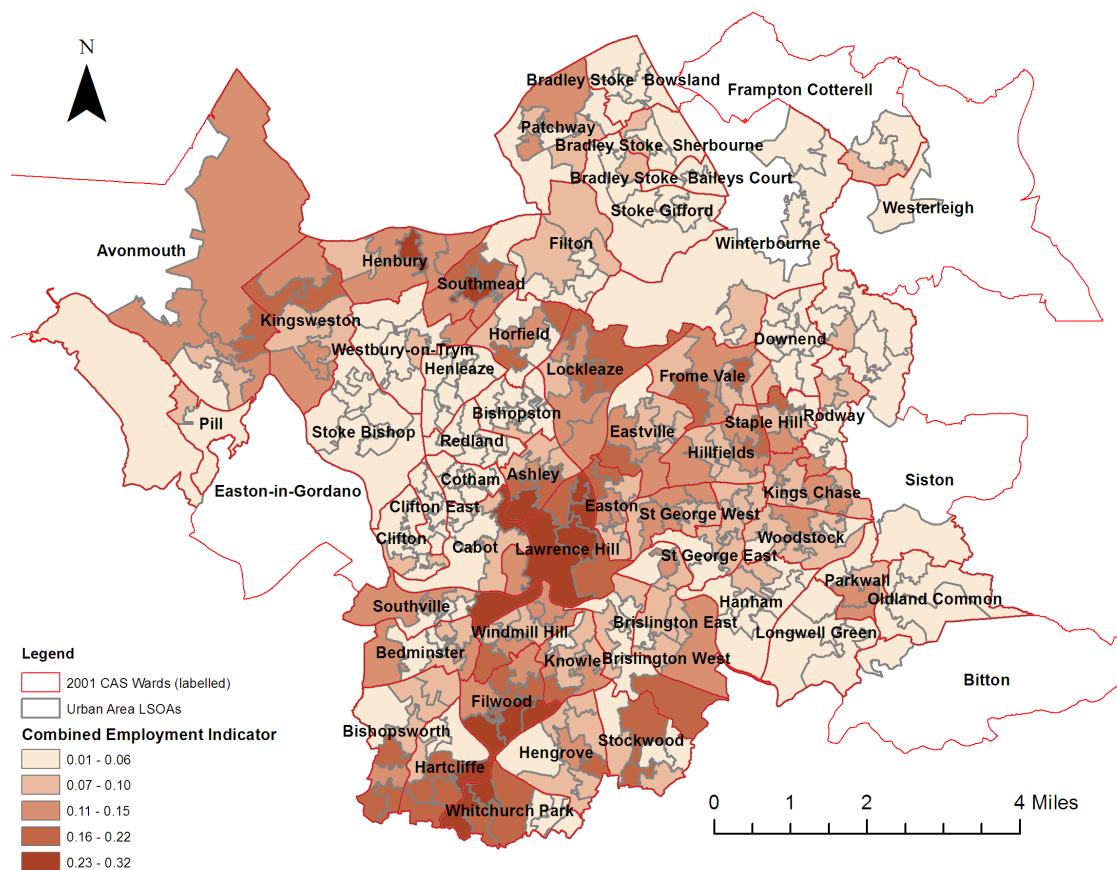 N
Bradley Stoke Bowsland
Frampton Cotterell
Patchway
Bradley Stoke Sherbourne
Bradley Stoke Baileys Court
Stoke Gifford
Westerleigh
Avonmouth
Filton
Winterbourne
Henbury
Southmead
Kingsweston
Horfield
Downend
Westbury-on-Trym
Henleaze
Lockleaze
Frome Vale
Pill
Stoke Bishop
Bishopston
Redland
Eastville
Staple Hill
Rodway
Hillfields
Easton-in-Gordano
Cotham
Ashley
Siston
Kings Chase
Clifton East
Easton
St George West
Clifton
Cabot
Lawrence Hill
St George East
Woodstock
Southville
Parkwall
Oldland Common
Hanham
Windmill Hill
Brislington East
Longwell Green
Bedminster
Knowle
Brislington West
Bitton
Filwood
Bishopsworth
Hengrove
Stockwood
Hartcliffe
Whitchurch Park
Legend
2001 CAS Wards (labelled)
Urban Area LSOAs
Combined Employment Indicator
0.01 - 0.06
0.07 - 0.10
0.11 - 0.15
0.16 - 0.22
0.23 - 0.32
0 1 2 4 Miles